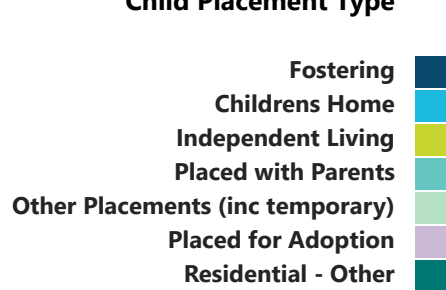 Child Placement Type
Fostering
Childrens Home
Independent Living
Placed with Parents
Other Placements (inc temporary)
Placed for Adoption
Residential - Other